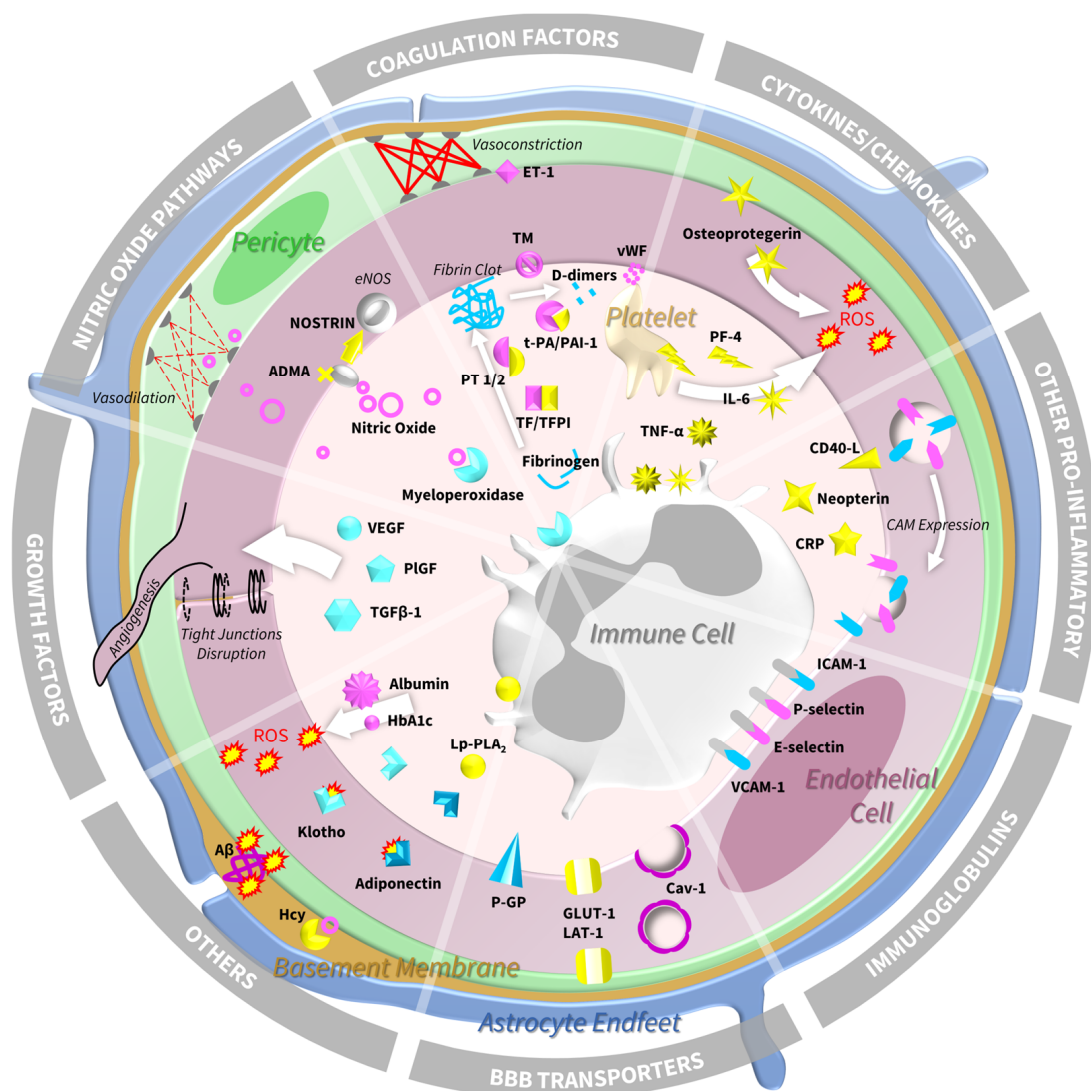 COAGULATION FACTORS
CYTOKINES/CHEMOKINES
NITRIC OXIDE PATHWAYS
OTHER PRO-INFLAMMATORY
GROWTH FACTORS
IMMUNOGLOBULINS
OTHERS
BBB TRANSPORTERS
Vasoconstriction
ET-1
Pericyte
TM
vWF
Osteoprotegerin
Fibrin Clot
D-dimers
eNOS
NOSTRIN
Platelet
ROS
t-PA/PAI-1
PF-4
ADMA
PT 1/2
Vasodilation
IL-6
TF/TFPI
Nitric Oxide
TNF-α
CD40-L
Fibrinogen
Myeloperoxidase
Neopterin
CAM Expression
VEGF
CRP
PlGF
TGFβ-1
Angiogenesis
Tight Junctions
Disruption
Immune Cell
ICAM-1
Albumin
P-selectin
HbA1c
ROS
Lp-PLA₂
E-selectin
VCAM-1
Endothelial
Cell
Klotho
Aβ
Adiponectin
P-GP
Cav-1
GLUT-1
LAT-1
Hcy
Basement Membrane
Astrocyte Endfeet